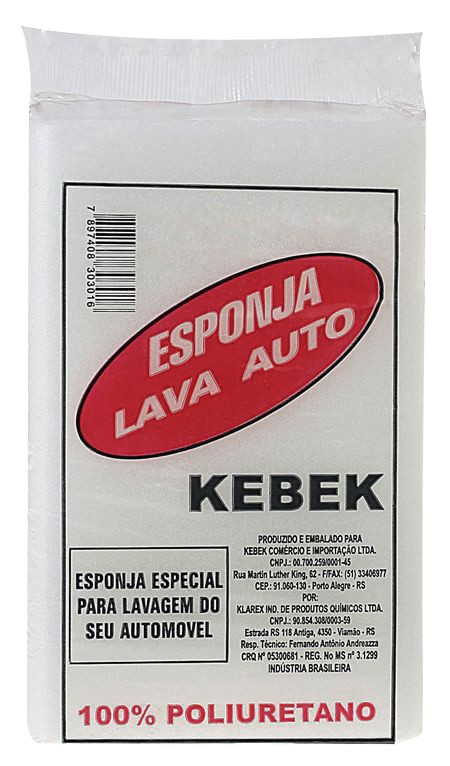 7 897408 303016
ESPONJA
LAVA AUTO
KEBEK
ESPONJA ESPECIAL
PARA LAVAGEM DO
SEU AUTOMOVEL
PRODUZIDO E EMBALADO PARA
KEBEK COMÉRCIO E IMPORTAÇÃO LTDA.
CNPJ.: 00.700.259/0001-45
Rua Martin Luther King, 62 - F/FAX: (51) 33406977
CEP.: 91.060-130 - Porto Alegre - RS
POR:
KLAREX IND. DE PRODUTOS QUÍMICOS LTDA.
CNPJ.: 90.854.308/0003-59
Estrada RS 118 Antiga, 4350 - Viamão - RS
Resp. Técnico: Fernando Antônio Andreazza
CRQ Nº 05300681 - REG. No MS nº 3.1299
INDÚSTRIA BRASILEIRA
100% POLIURETANO